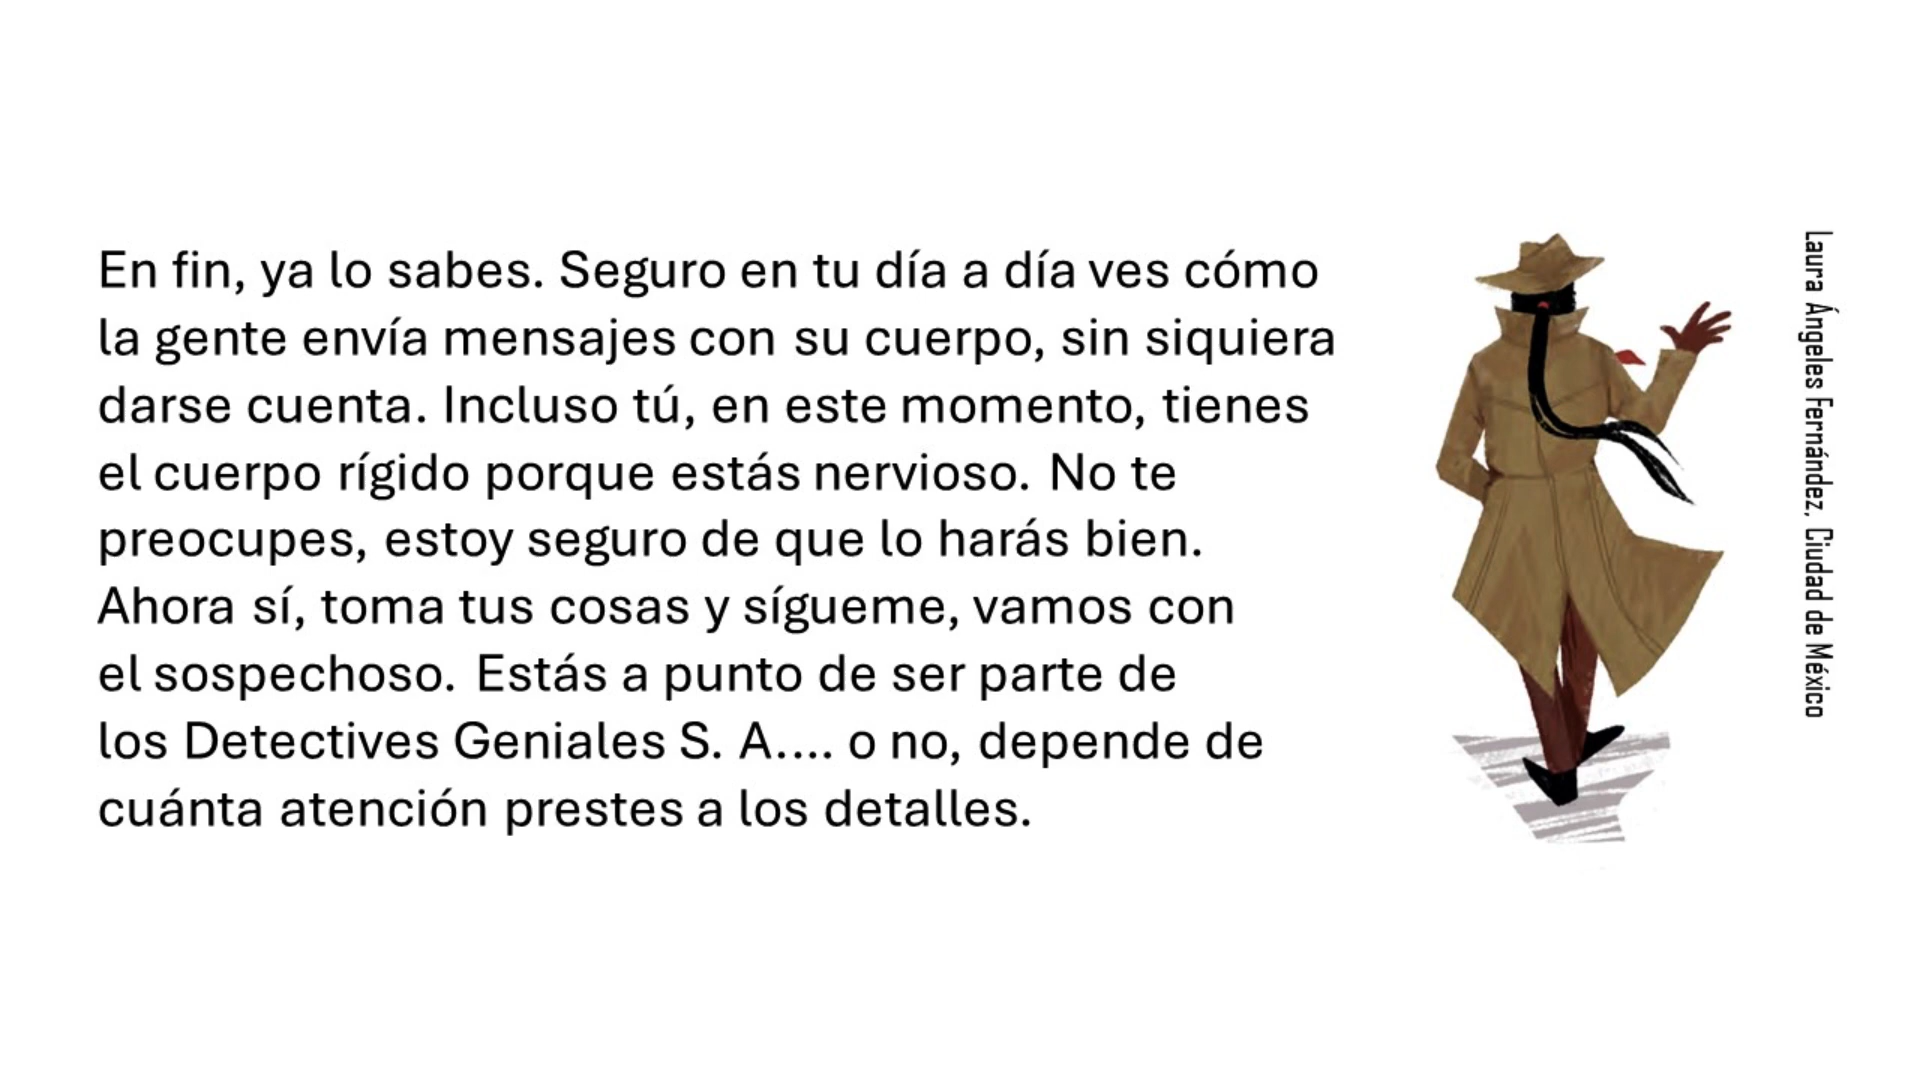 En fin, ya lo sabes. Seguro en tu día a día ves cómo
la gente envía mensajes con su cuerpo, sin siquiera
darse cuenta. Incluso tú, en este momento, tienes
el cuerpo rígido porque estás nervioso. No te
preocupes, estoy seguro de que lo harás bien.
Ahora sí, toma tus cosas y sígueme, vamos con
el sospechoso. Estás a punto de ser parte de
los Detectives Geniales S. A.... o no, depende de
cuánta atención prestes a los detalles.
Laura Ángeles Fernández, Ciudad de México